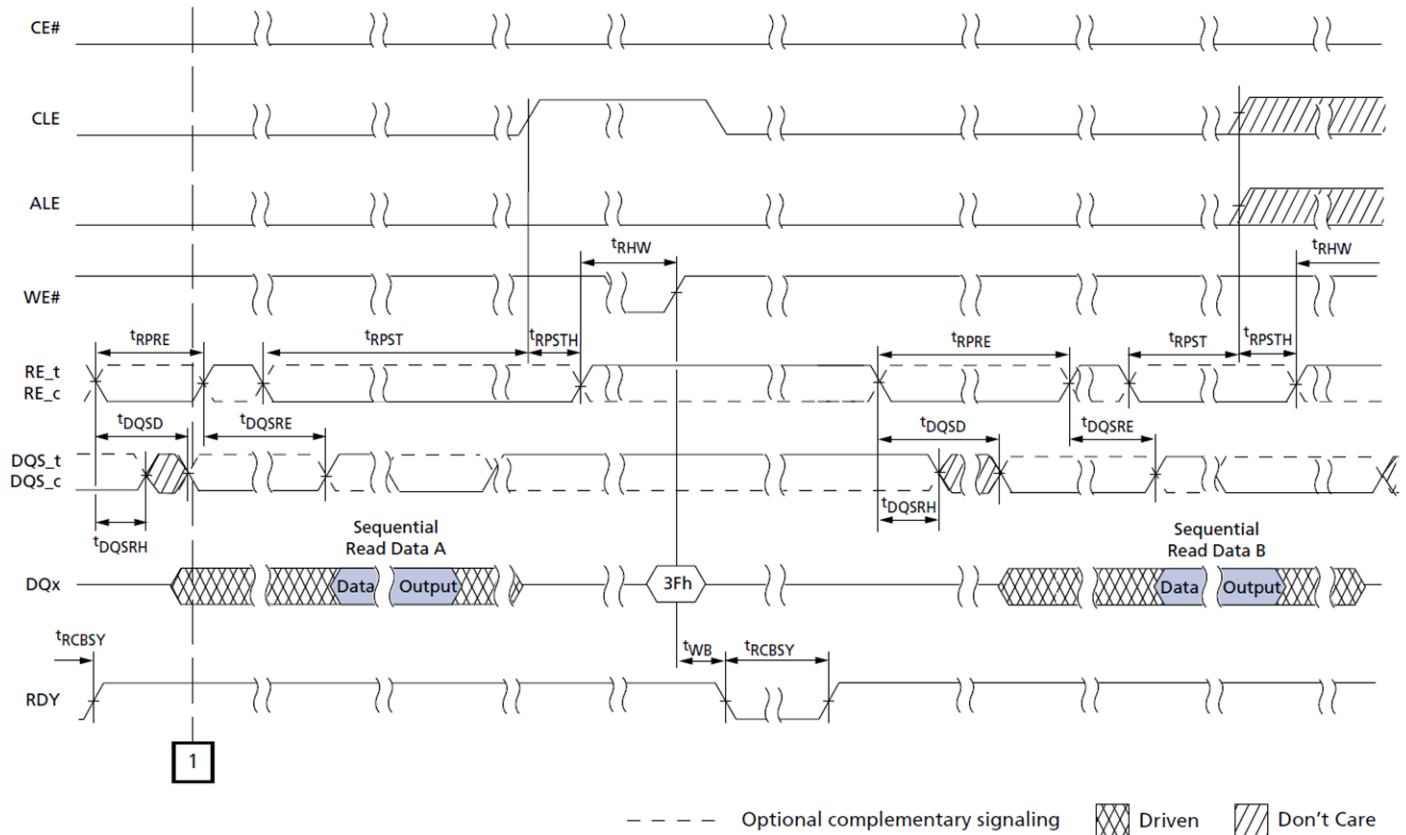 CE#
CLE
ALE
tRHW tRHW
WE#
tRPRE tRPST tRPSTH tRPRE tRPST tRPSTH
RE_t
RE_c
tDQSD tDQSRE tDQSD tDQSRE
DQS_t
DQS_c
tDQSRH tDQSRH
Sequential
Read Data A
Sequential
Read Data B
DQx Data Output 3Fh Data Output
tRCBSY tWB tRCBSY
RDY
1
Optional complementary signaling Driven Don't Care